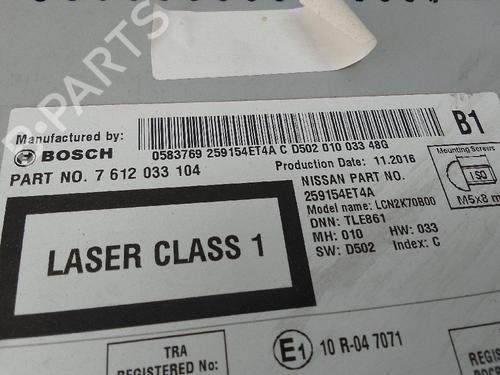 B-PARTS
Manufactured by:
BOSCH
PART NO. 7 612 033 104
0583769 259154ET4A C D502 010 033 48G
B1
Production Date: 11.2016
NISSAN PART NO.:
259154ET4A
Model name: LCN2K70B00
DNN: TLE861
MH: 010 HW: 033
SW: D502 Index: C
Mounting Screws
ISO
M5x8 m
LASER CLASS 1
TRA
REGISTERED No:
E1 10 R-04 7071
REGIS